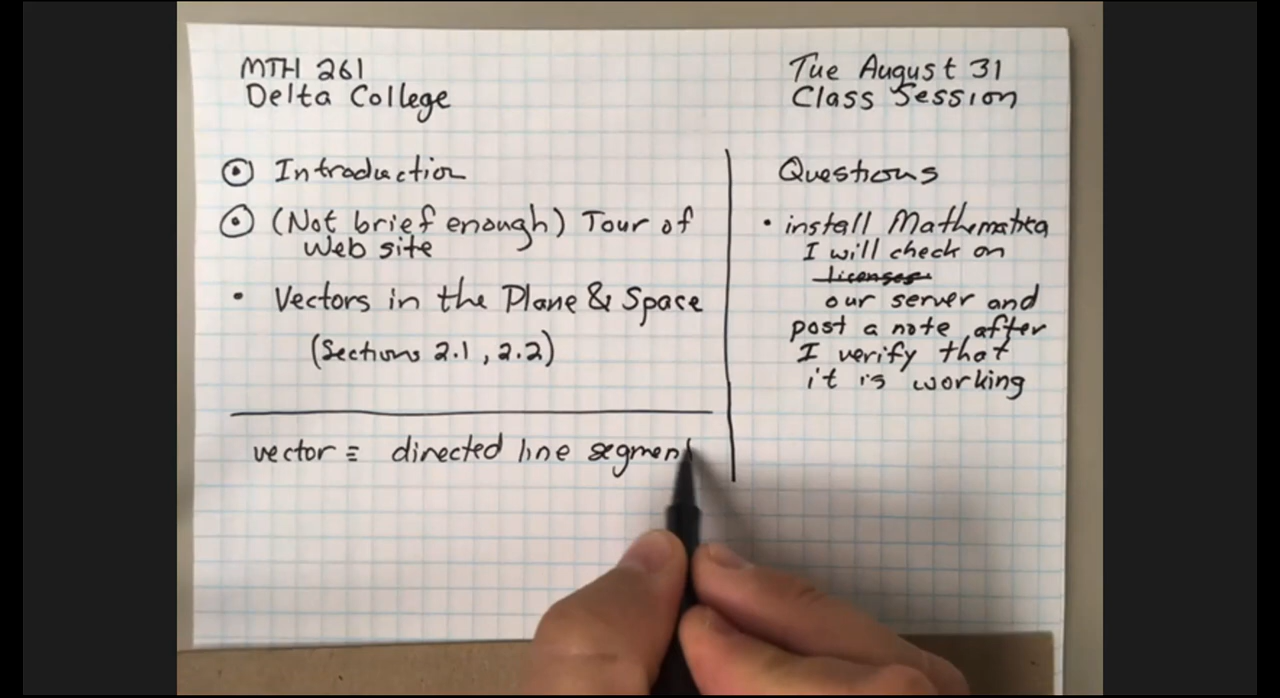 MTH 261
Delta College
Tue August 31
Class Session
⊙ Introduction
⊙ (Not brief enough) Tour of
Web site
• Vectors in the Plane & Space
(Sections 2.1, 2.2)
vector ≡ directed line segment
Questions
• install Mathematica
I will check on
licenses
our server and
post a note after
I verify that
it is working